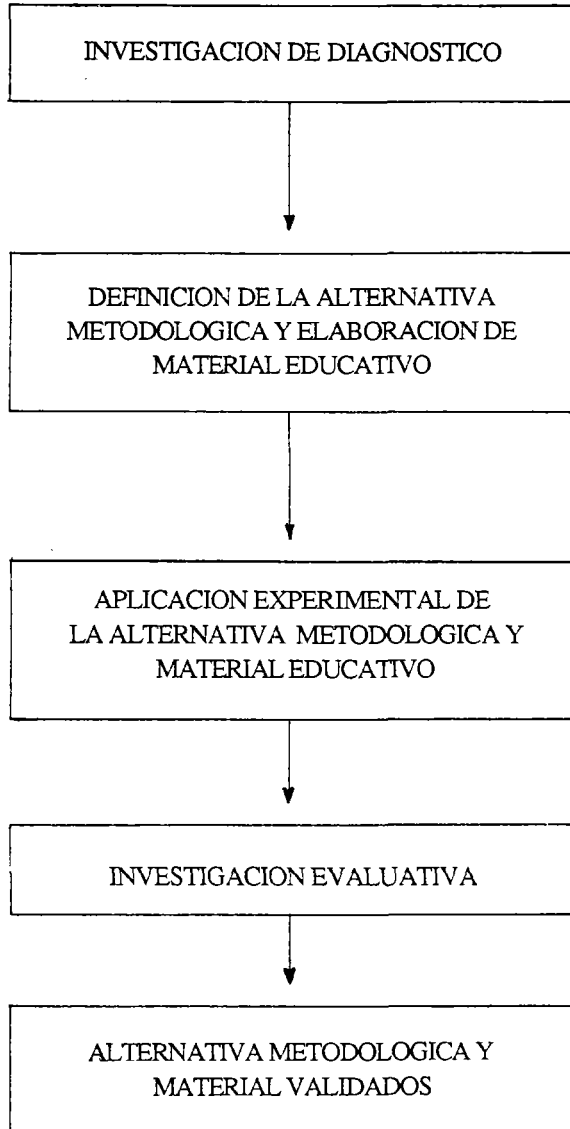 INVESTIGACION DE DIAGNOSTICO
DEFINICION DE LA ALTERNATIVA
METODOLOGICA Y ELABORACION DE
MATERIAL EDUCATIVO
APLICACION EXPERIMENTAL DE
LA ALTERNATIVA METODOLOGICA Y
MATERIAL EDUCATIVO
INVESTIGACION EVALUATIVA
ALTERNATIVA METODOLOGICA Y
MATERIAL VALIDADOS